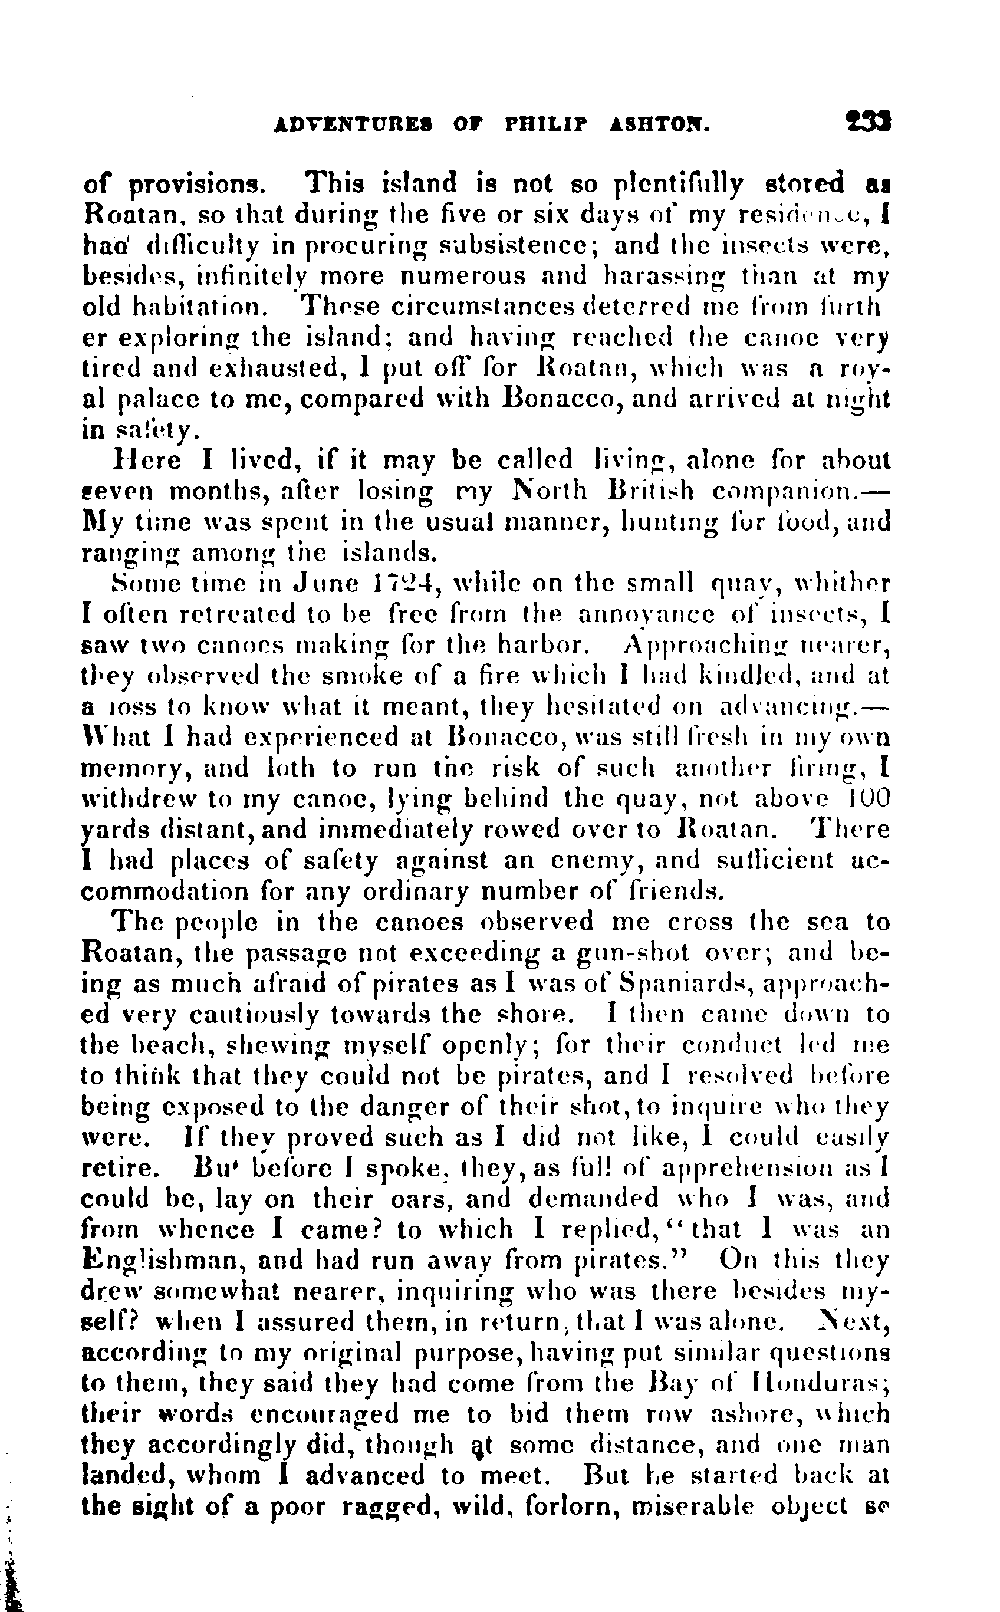 ADVENTURES OF PHILIP ASHTON. 233
of provisions. This island is not so plentifully stored as
Roatan, so that during the five or six days of my residence, I
had difficulty in procuring subsistence; and the insects were,
besides, infinitely more numerous and harassing than at my
old habitation. These circumstances deterred me from furth
er exploring the island; and having reached the canoe very
tired and exhausted, I put off for Roatan, which was a roy-
al palace to me, compared with Bonacco, and arrived at night
in safety.
Here I lived, if it may be called living, alone for about
seven months, after losing my North British companion.—
My time was spent in the usual manner, hunting for food, and
ranging among the islands.
Some time in June 1724, while on the small quay, whither
I often retreated to be free from the annoyance of insects, I
saw two canoes making for the harbor. Approaching nearer,
they observed the smoke of a fire which I had kindled, and at
a loss to know what it meant, they hesitated on advancing.—
What I had experienced at Bonacco, was still fresh in my own
memory, and loth to run the risk of such another firing, I
withdrew to my canoe, lying behind the quay, not above 100
yards distant, and immediately rowed over to Roatan. There
I had places of safety against an enemy, and sufficient ac-
commodation for any ordinary number of friends.
The people in the canoes observed me cross the sea to
Roatan, the passage not exceeding a gun-shot over; and be-
ing as much afraid of pirates as I was of Spaniards, approach-
ed very cautiously towards the shore. I then came down to
the beach, shewing myself openly; for their conduct led me
to think that they could not be pirates, and I resolved before
being exposed to the danger of their shot, to inquire who they
were. If they proved such as I did not like, I could easily
retire. But before I spoke, they, as full of apprehension as I
could be, lay on their oars, and demanded who I was, and
from whence I came? to which I replied, “that I was an
Englishman, and had run away from pirates.” On this they
drew somewhat nearer, inquiring who was there besides my-
self? when I assured them, in return, that I was alone. Next,
according to my original purpose, having put similar questions
to them, they said they had come from the Bay of Honduras;
their words encouraged me to bid them row ashore, which
they accordingly did, though at some distance, and one man
landed, whom I advanced to meet. But he started back at
the sight of a poor ragged, wild, forlorn, miserable object so